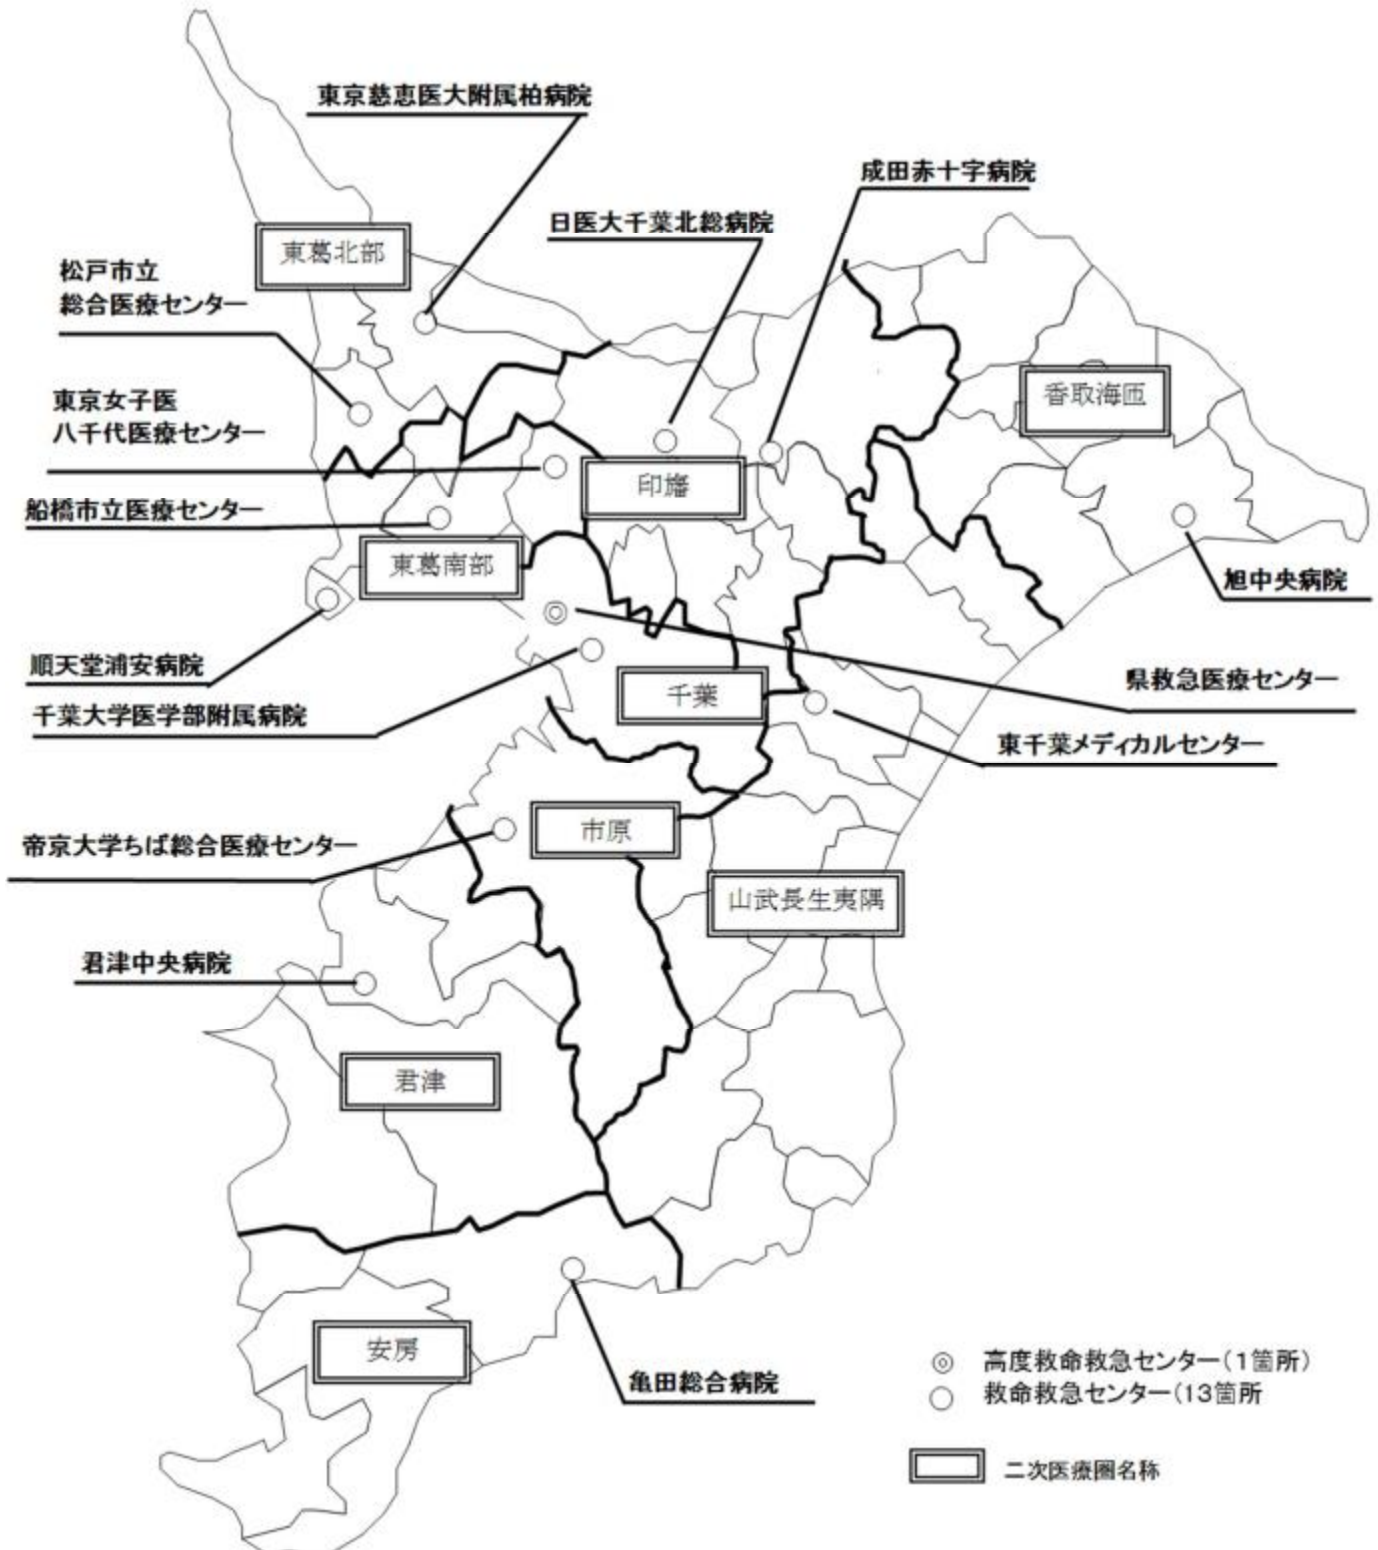 東京慈恵医大附属柏病院
成田赤十字病院
日医大千葉北総病院
東葛北部
松戸市立
総合医療センター
香取海匝
東京女子医
八千代医療センター
印旛
船橋市立医療センター
東葛南部
旭中央病院
順天堂浦安病院
県救急医療センター
千葉
千葉大学医学部附属病院
東千葉メディカルセンター
市原
帝京大学ちば総合医療センター
山武長生夷隅
君津中央病院
君津
安房
亀田総合病院
◎ 高度救命救急センター(1箇所)
○ 救命救急センター(13箇所
二次医療圏名称